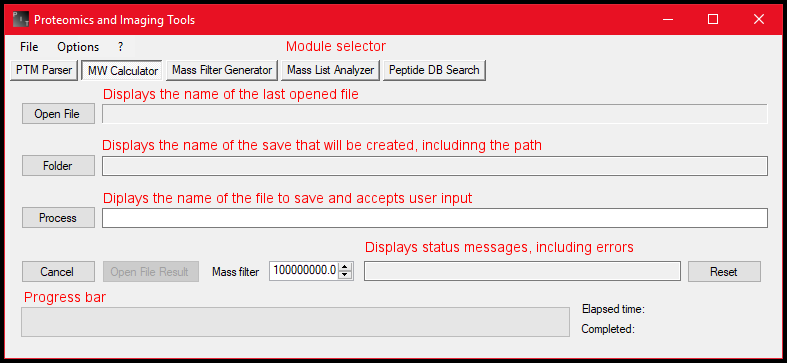 Proteomics and Imaging Tools
File Options ?
Module selector
PTM Parser MW Calculator Mass Filter Generator Mass List Analyzer Peptide DB Search
Displays the name of the last opened file
Open File
Displays the name of the save that will be created, includinng the path
Folder
Diplays the name of the file to save and accepts user input
Process
Displays status messages, including errors
Cancel Open File Result Mass filter 100000000.0 Reset
Progress bar
Elapsed time:
Completed: